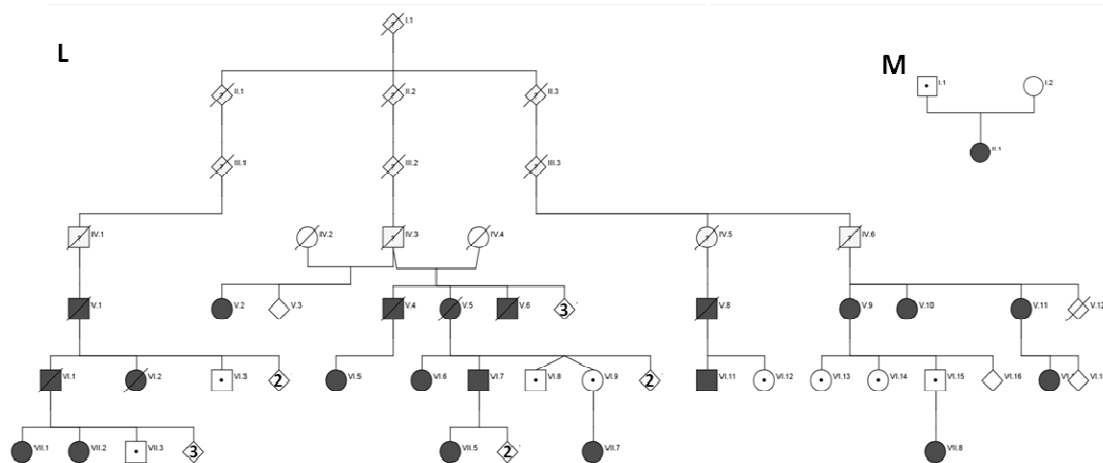 I.1
L
M
I.1 I.2
II.1 II.2 II.3
II.1
III.1 III.2 III.3
IV.1 IV.2 IV.3 IV.4 IV.5 IV.6
V.1 V.2 V.3 V.4 V.5 V.6 3 V.8 V.9 V.10 V.11 V.12
VI.1 VI.2 VI.3 2 VI.5 VI.6 VI.7 VI.8 VI.9 2 VI.11 VI.12 VI.13 VI.14 VI.15 VI.16
VII.1 VII.2 VII.3 3 VII.5 2 VII.7 VII.8